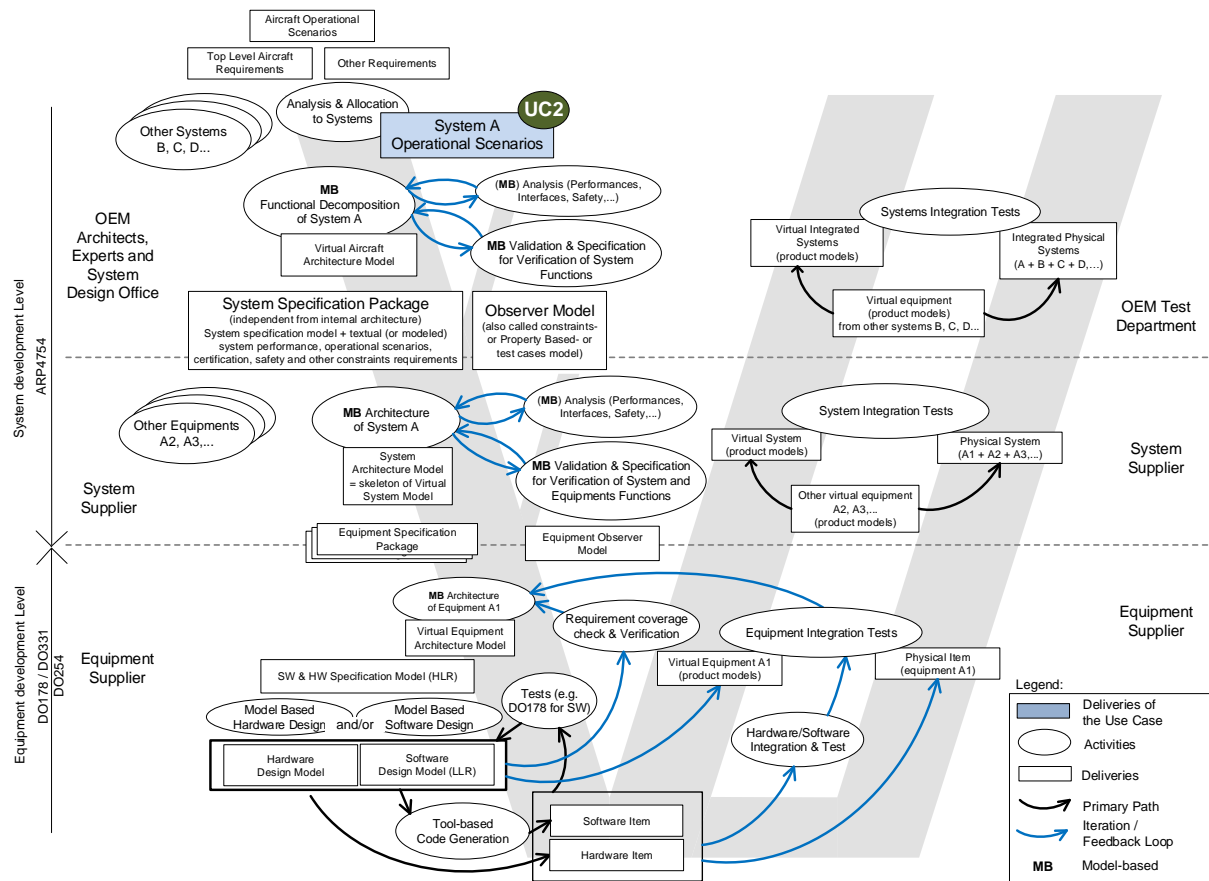 Aircraft Operational
Scenarios
Top Level Aircraft
Requirements
Other Requirements
Analysis & Allocation
to Systems
UC2
System A
Operational Scenarios
Other Systems
B, C, D...
MB
Functional Decomposition
of System A
(MB) Analysis (Performances,
Interfaces, Safety,...)
Virtual Aircraft
Architecture Model
MB Validation & Specification
for Verification of System
Functions
OEM
Architects,
Experts and
System
Design Office
System Specification Package
(independent from internal architecture)
System specification model + textual (or modeled)
system performance, operational scenarios,
certification, safety and other constraints requirements
Observer Model
(also called constraints-
or Property Based- or
test cases model)
Systems Integration Tests
Virtual Integrated
Systems
(product models)
Integrated Physical
Systems
(A + B + C + D,...)
Virtual equipment
(product models)
from other systems B, C, D...
OEM Test
Department
System development Level
ARP4754
Other Equipments
A2, A3,...
MB Architecture
of System A
(MB) Analysis (Performances,
Interfaces, Safety,...)
System
Architecture Model
= skeleton of Virtual
System Model
MB Validation & Specification
for Verification of System and
Equipments Functions
System Integration Tests
Virtual System
(product models)
Physical System
(A1 + A2 + A3,...)
Other virtual equipment
A2, A3,...
(product models)
System
Supplier
System
Supplier
Equipment Specification
Package
Equipment Observer
Model
Equipment development Level
DO178 / DO331
DO254
MB Architecture
of Equipment A1
Virtual Equipment
Architecture Model
Requirement coverage
check & Verification
Equipment Integration Tests
Virtual Equipment A1
(product models)
Physical Item
(equipment A1)
Equipment
Supplier
Equipment
Supplier
SW & HW Specification Model (HLR)
Model Based
Hardware Design
and/or
Model Based
Software Design
Tests (e.g.
DO178 for SW)
Hardware/Software
Integration & Test
Hardware
Design Model
Software
Design Model (LLR)
Tool-based
Code Generation
Software Item
Hardware Item
Legend:
Deliveries of
the Use Case
Activities
Deliveries
Primary Path
Iteration /
Feedback Loop
MB Model-based